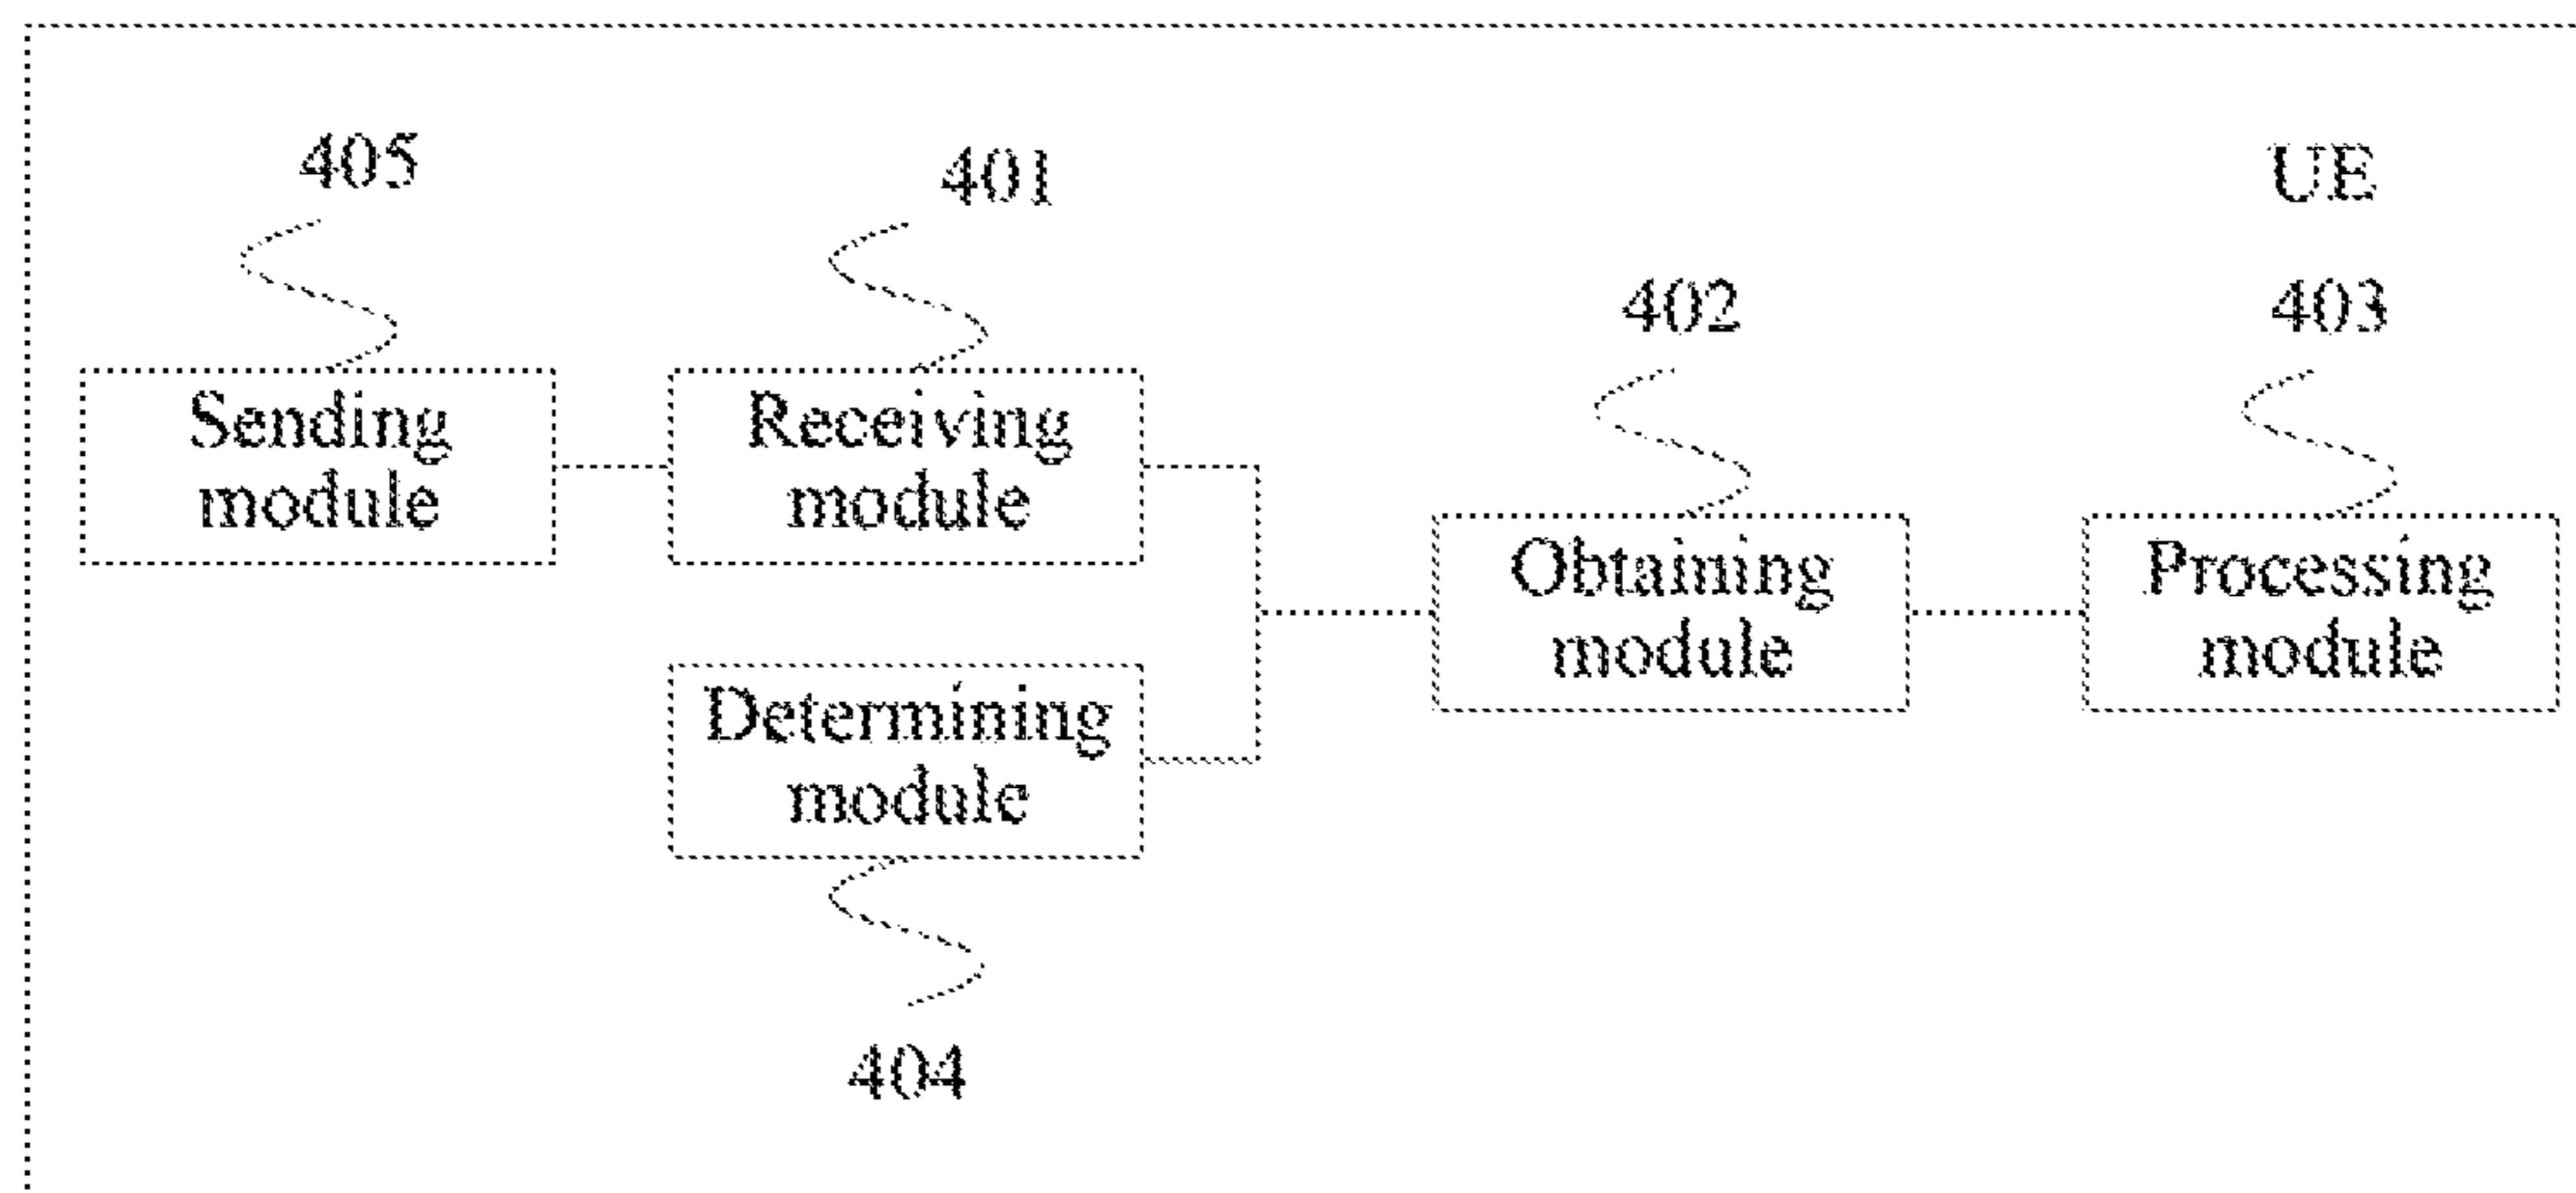 405
401
UE
402
403
Sending
module
Receiving
module
Obtaining
module
Processing
module
Determining
module
404